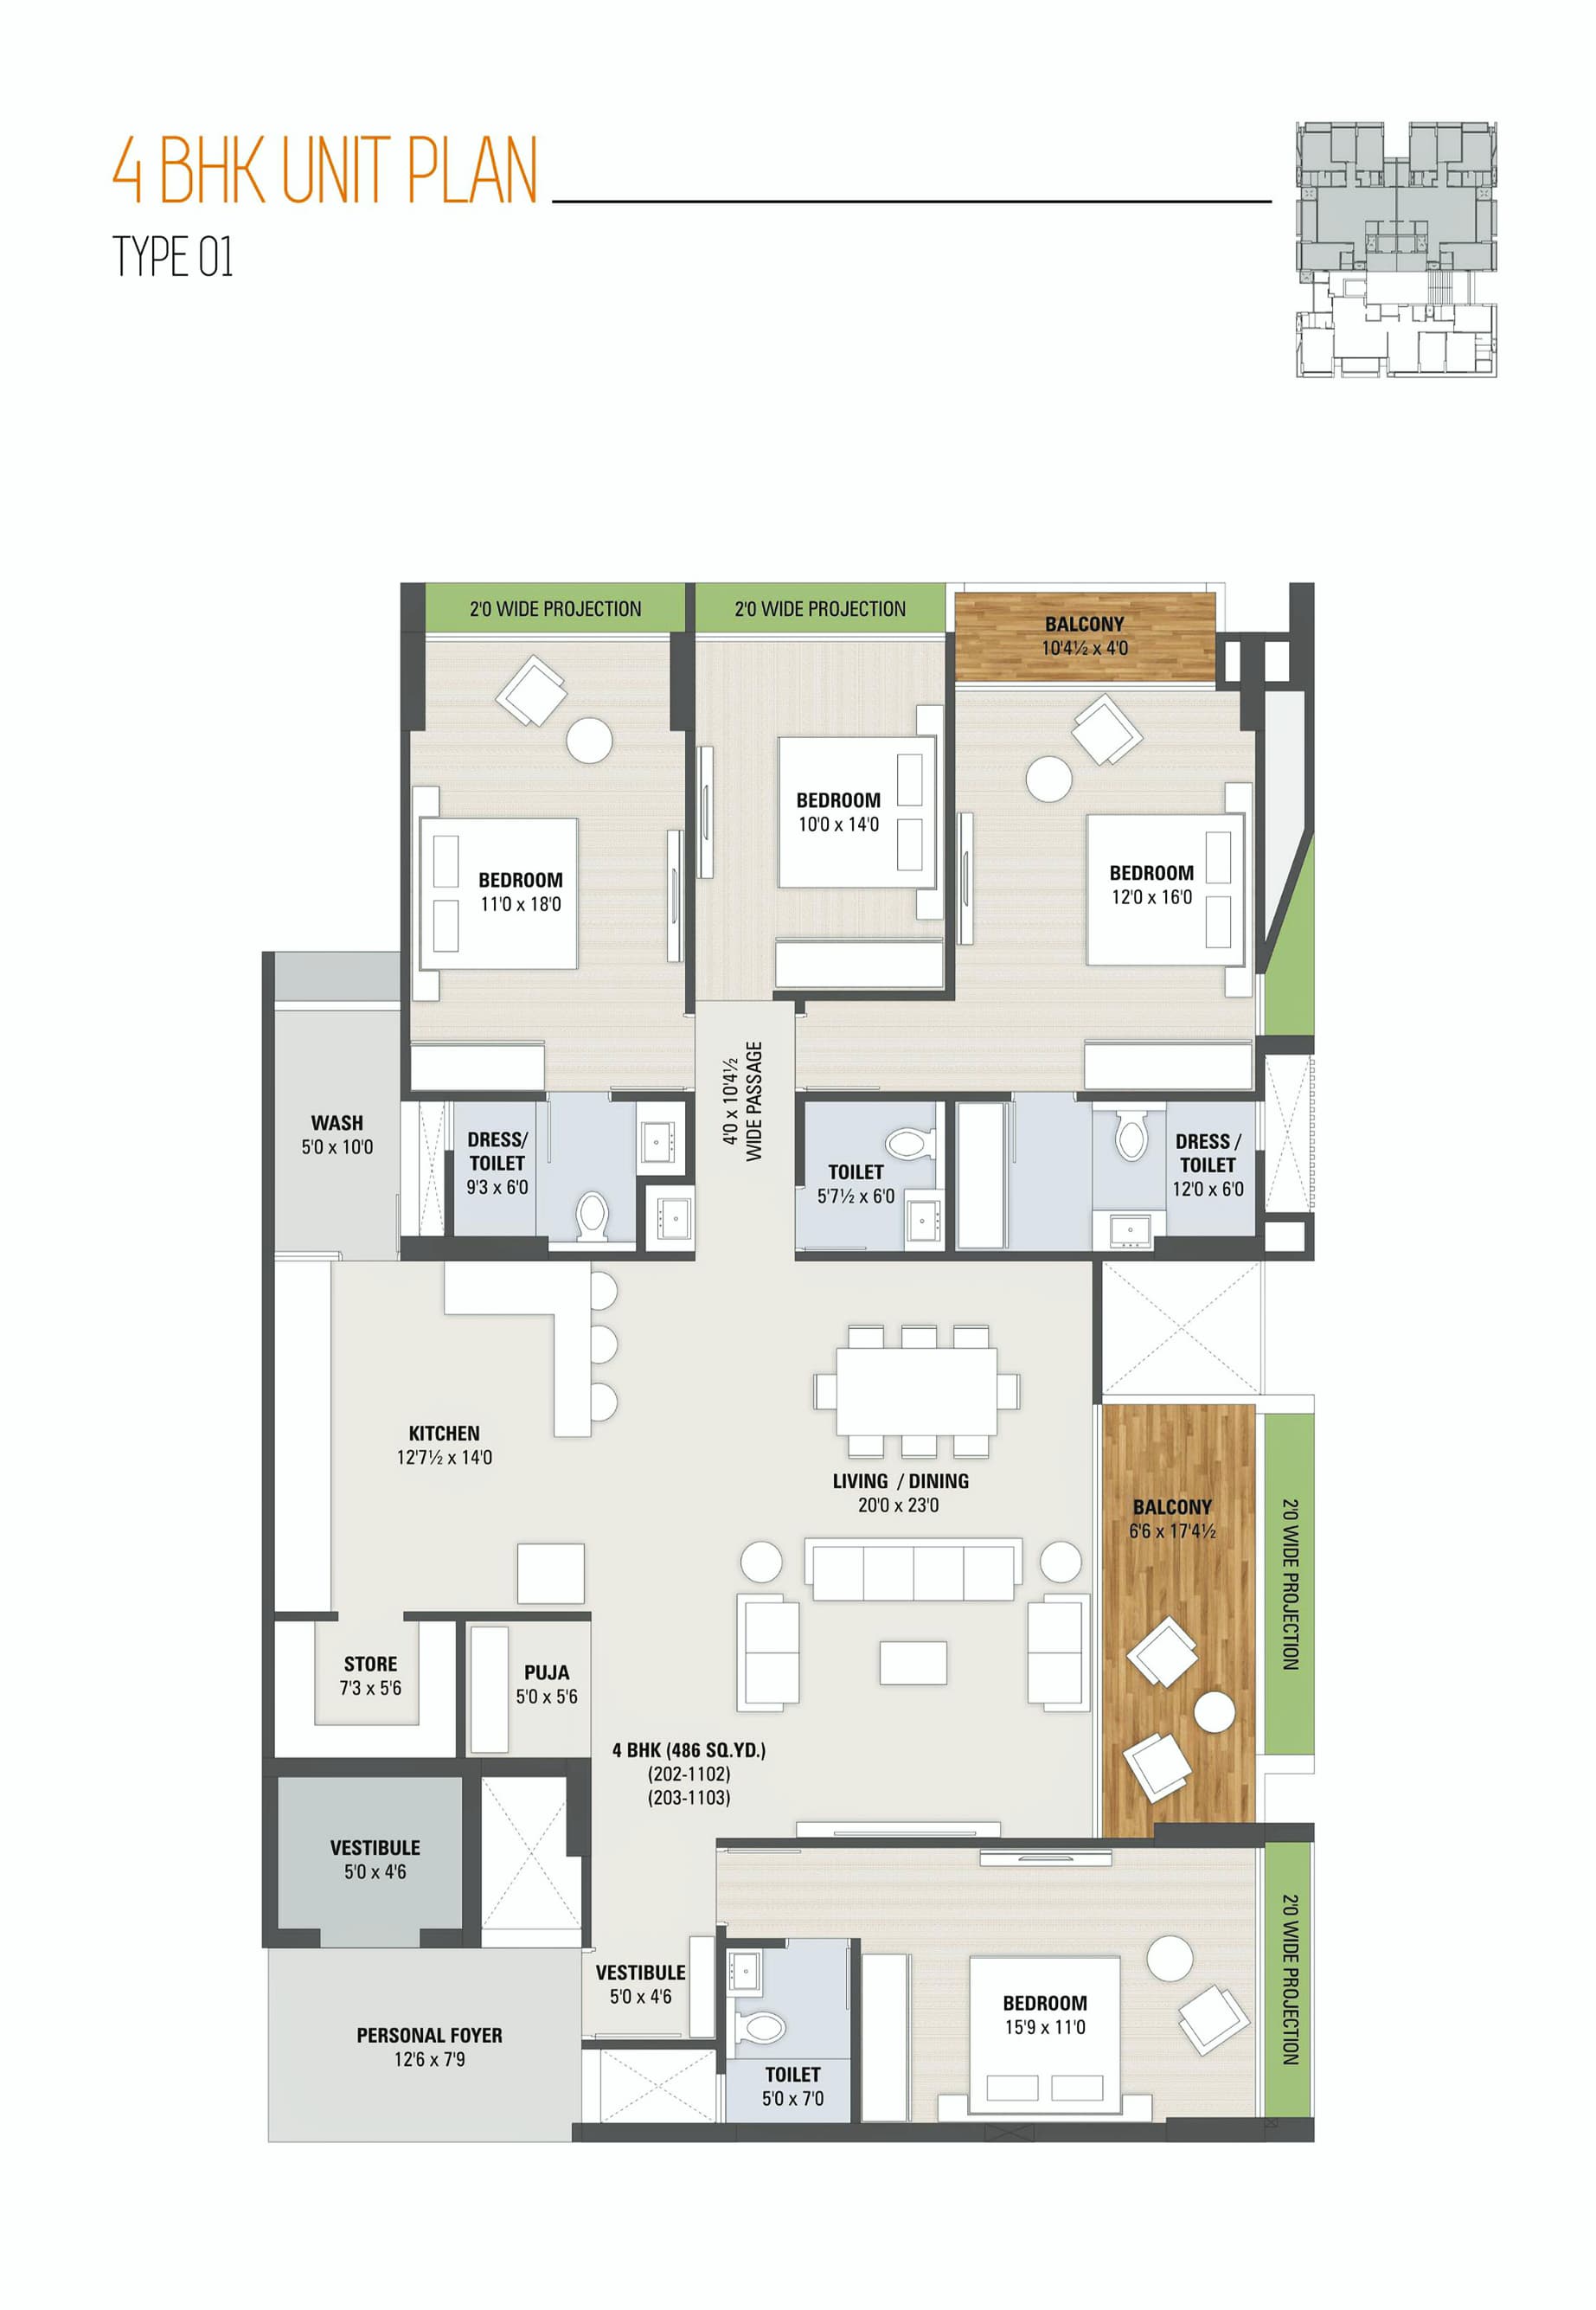 4 BHK UNIT PLAN
TYPE 01
2'0 WIDE PROJECTION
2'0 WIDE PROJECTION
BALCONY
10'4½ x 4'0
BEDROOM
10'0 x 14'0
BEDROOM
11'0 x 18'0
BEDROOM
12'0 x 16'0
4'0 x 10'4½
WIDE PASSAGE
WASH
5'0 x 10'0
DRESS/
TOILET
9'3 x 6'0
TOILET
5'7½ x 6'0
DRESS /
TOILET
12'0 x 6'0
KITCHEN
12'7½ x 14'0
LIVING / DINING
20'0 x 23'0
BALCONY
6'6 x 17'4½
2'0 WIDE PROJECTION
STORE
7'3 x 5'6
PUJA
5'0 x 5'6
4 BHK (486 SQ.YD.)
(202-1102)
(203-1103)
VESTIBULE
5'0 x 4'6
VESTIBULE
5'0 x 4'6
BEDROOM
15'9 x 11'0
2'0 WIDE PROJECTION
PERSONAL FOYER
12'6 x 7'9
TOILET
5'0 x 7'0